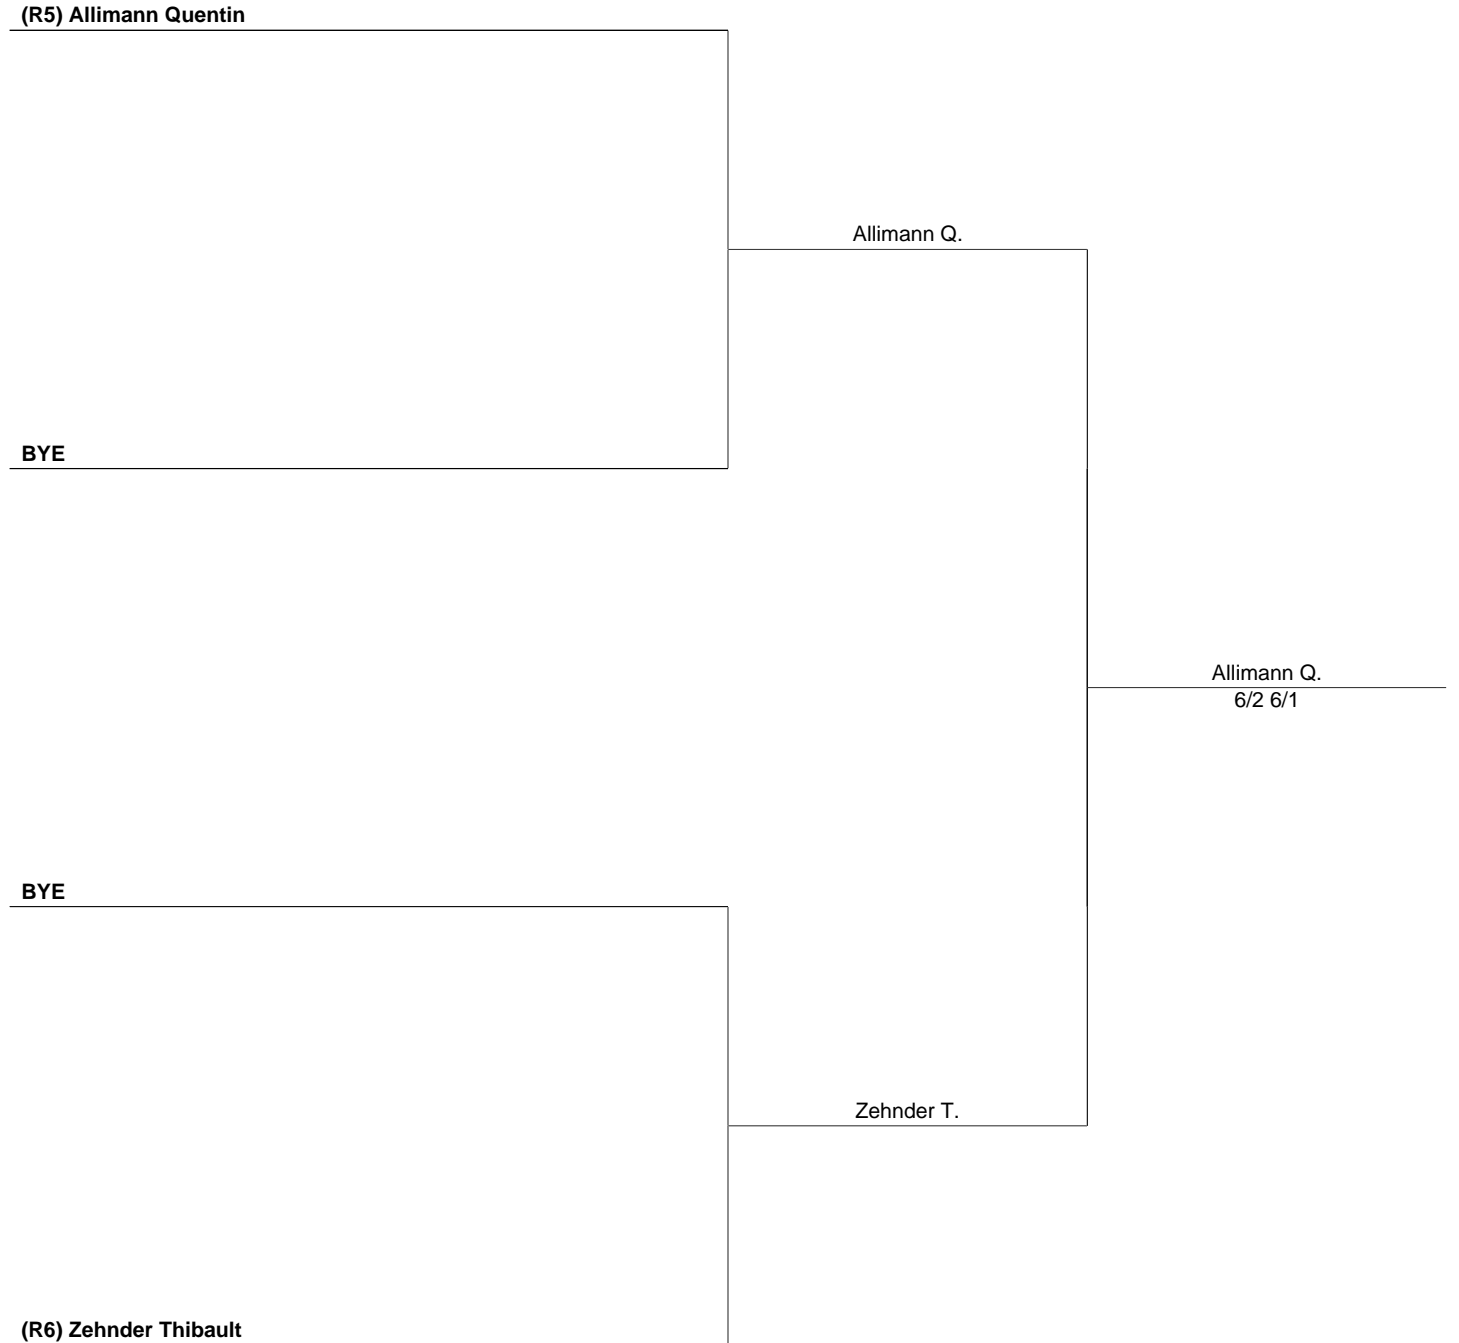 (R5) Allimann Quentin
Allimann Q.
BYE
Allimann Q.
6/2 6/1
BYE
Zehnder T.
(R6) Zehnder Thibault